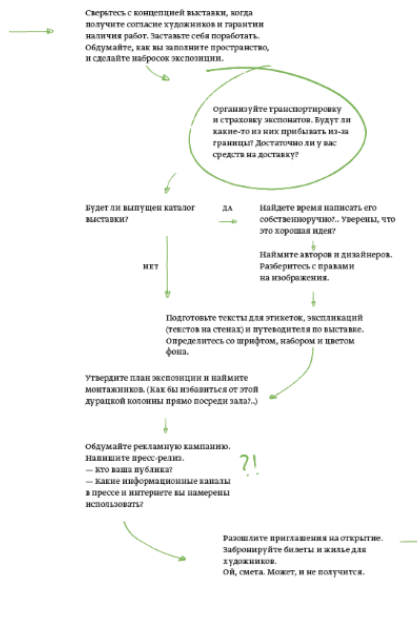 Сверьтесь с концепцией выставки, когда
получите согласие художников и гарантии
наличия работ. Заставьте себя поработать.
Обдумайте, как вы заполните пространство,
и сделайте набросок экспозиции.
Организуйте транспортировку
и страховку экспонатов. Будут ли
какие-то из них прибывать из-за
границы? Достаточно ли у вас
средств на доставку?
Будет ли выпущен каталог
выставки?
ДА
Найдете время написать его
собственноручно?.. Уверены, что
это хорошая идея?
Наймите авторов и дизайнеров.
Разберитесь с правами
на изображения.
НЕТ
Подготовьте тексты для этикеток, экспликаций
(текстов на стенах) и путеводителя по выставке.
Определитесь со шрифтом, набором и цветом
фона.
Утвердите план экспозиции и наймите
монтажников. (Как бы избавиться от этой
дурацкой колонны прямо посреди зала?..)
Обдумайте рекламную кампанию.
Напишите пресс-релиз.
— Кто ваша публика?
— Какие информационные каналы
в прессе и интернете вы намерены
использовать?
?!
Разошлите приглашения на открытие.
Забронируйте билеты и жилье для
художников.
Ой, смета. Может, и не получится.